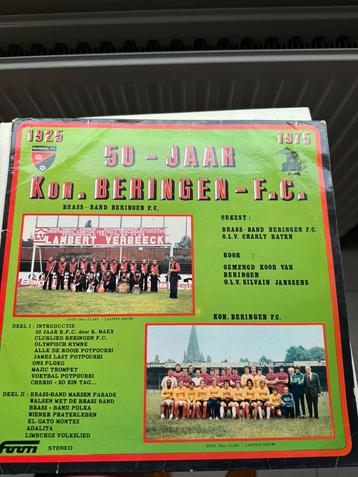 1925
1975
50 - JAAR
KON. BERINGEN - F.C.
BRASS-BAND BERINGEN F.C.
LAMBERT VERBEECK
ORKEST :
BRASS-BAND BERINGEN F.C.
O.L.V. CHARLY RATEN
KOOR :
GEMENGD KOOR VAN
BERINGEN
O.L.V. SILVAIN JANSSENS
KON. BERINGEN F.C.
DEEL I : INTRODUCTIE
50 JAAR B.F.C. door A. MAES
CLUBLIED BERINGEN F.C.
OLYMPISCH HYMNE
ALLE DE ROOIE POTPOURRI
JAMES LAST POTPOURRI
ONS PLOEG
MAJIC TROMPET
VOETBAL POTPOURRI
CHERIO - SO EIN TAG...
DEEL II : BRASS-BAND MARSEN PARADE
WALSEN MET DE BRASS BAND
BRASS - BAND POLKA
WIENER PRATERLEBEN
EL GATO MONTES
ADALITA
LIMBURGS VOLKSLIED
foon STEREO